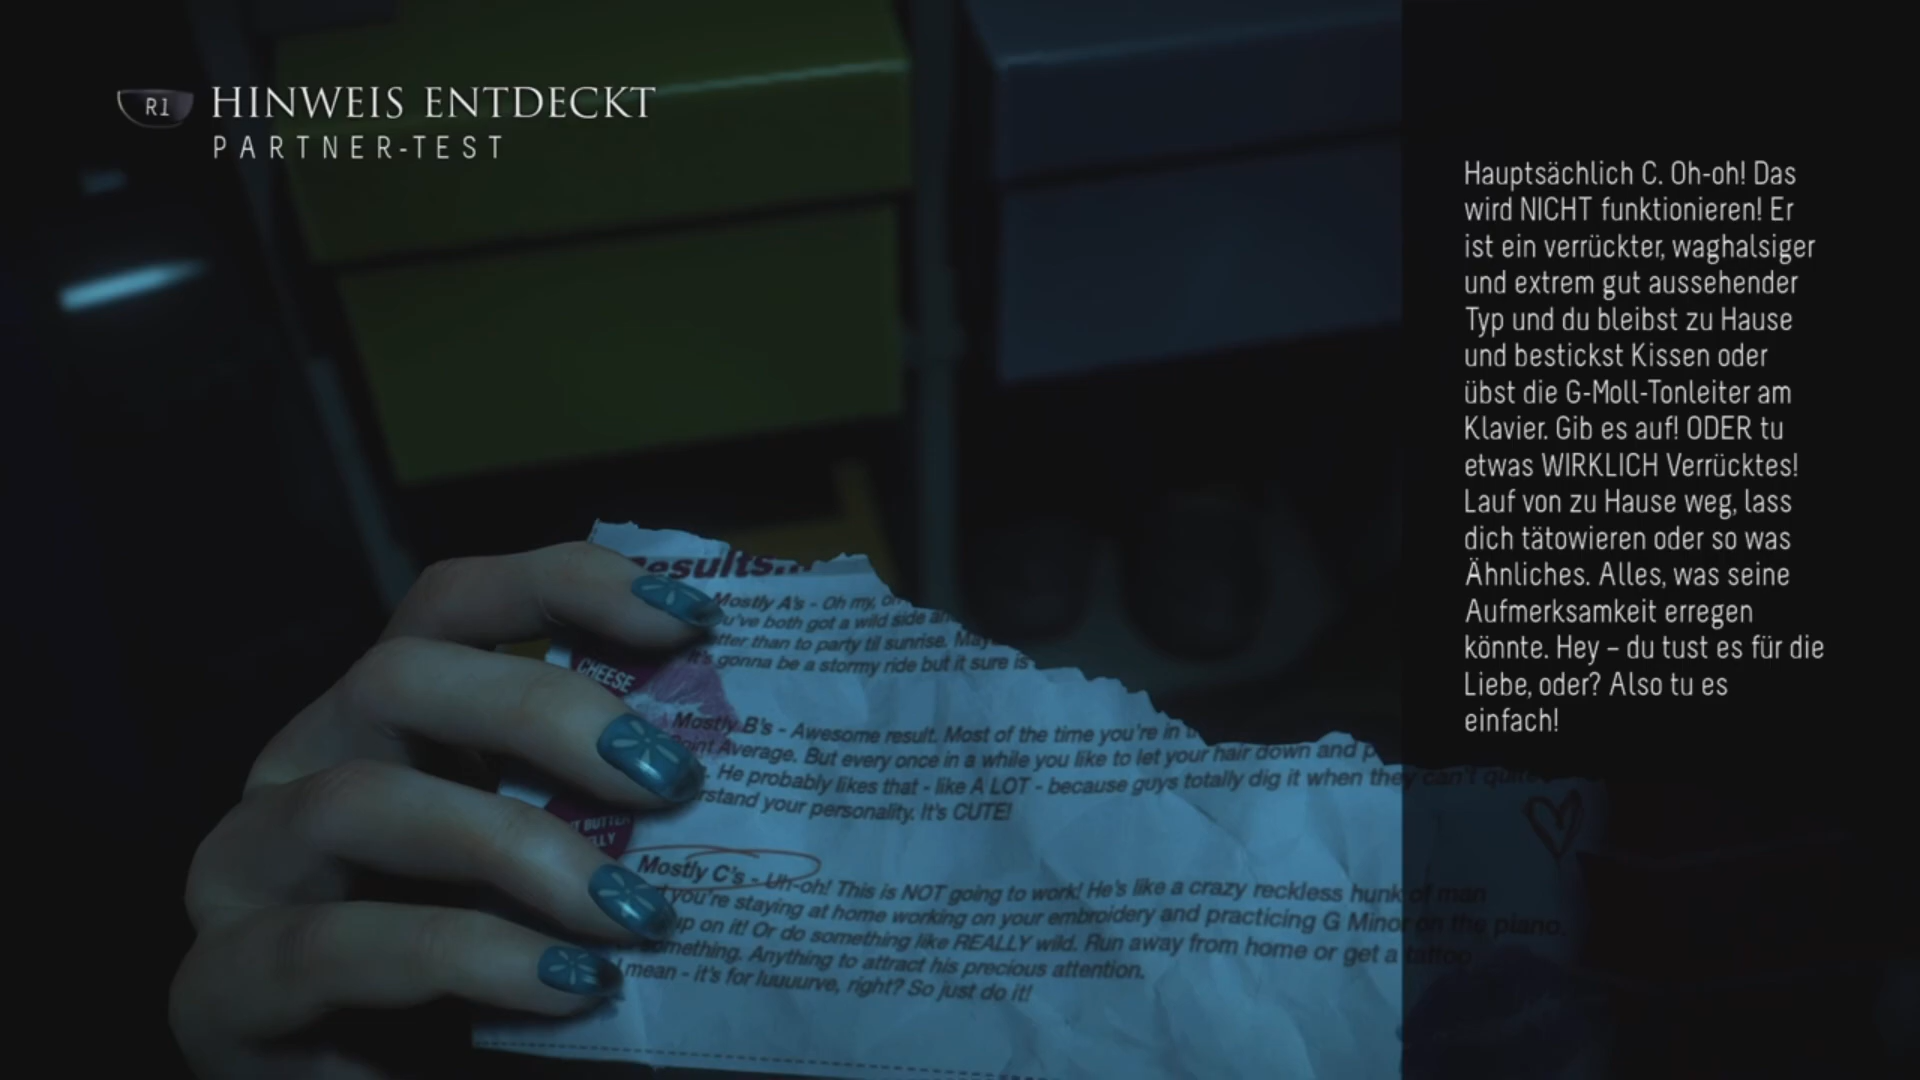 R1
HINWEIS ENTDECKT
PARTNER-TEST
Hauptsächlich C. Oh-oh! Das
wird NICHT funktionieren! Er
ist ein verrückter, waghalsiger
und extrem gut aussehender
Typ und du bleibst zu Hause
und bestickst Kissen oder
übst die G-Moll-Tonleiter am
Klavier. Gib es auf! ODER tu
etwas WIRKLICH Verrücktes!
Lauf von zu Hause weg, lass
dich tätowieren oder so was
Ähnliches. Alles, was seine
Aufmerksamkeit erregen
könnte. Hey – du tust es für die
Liebe, oder? Also tu es
einfach!
esults...
Mostly A's - Oh my, oh
u've both got a wild side an
tter than to party til sunrise. May
It's gonna be a stormy ride but it sure is
CHEESE
Mostly B's - Awesome result. Most of the time you're in
Point Average. But every once in a while you like to let your hair down and p
. He probably likes that - like A LOT - because guys totally dig it when they can't quite
rstand your personality. It's CUTE!
T BUTTER
LLY
Mostly C's - Uh-oh! This is NOT going to work! He's like a crazy reckless hunk of man
d you're staying at home working on your embroidery and practicing G Minor on the piano.
up on it! Or do something like REALLY wild. Run away from home or get a tattoo
something. Anything to attract his precious attention.
I mean - it's for luuuurve, right? So just do it!